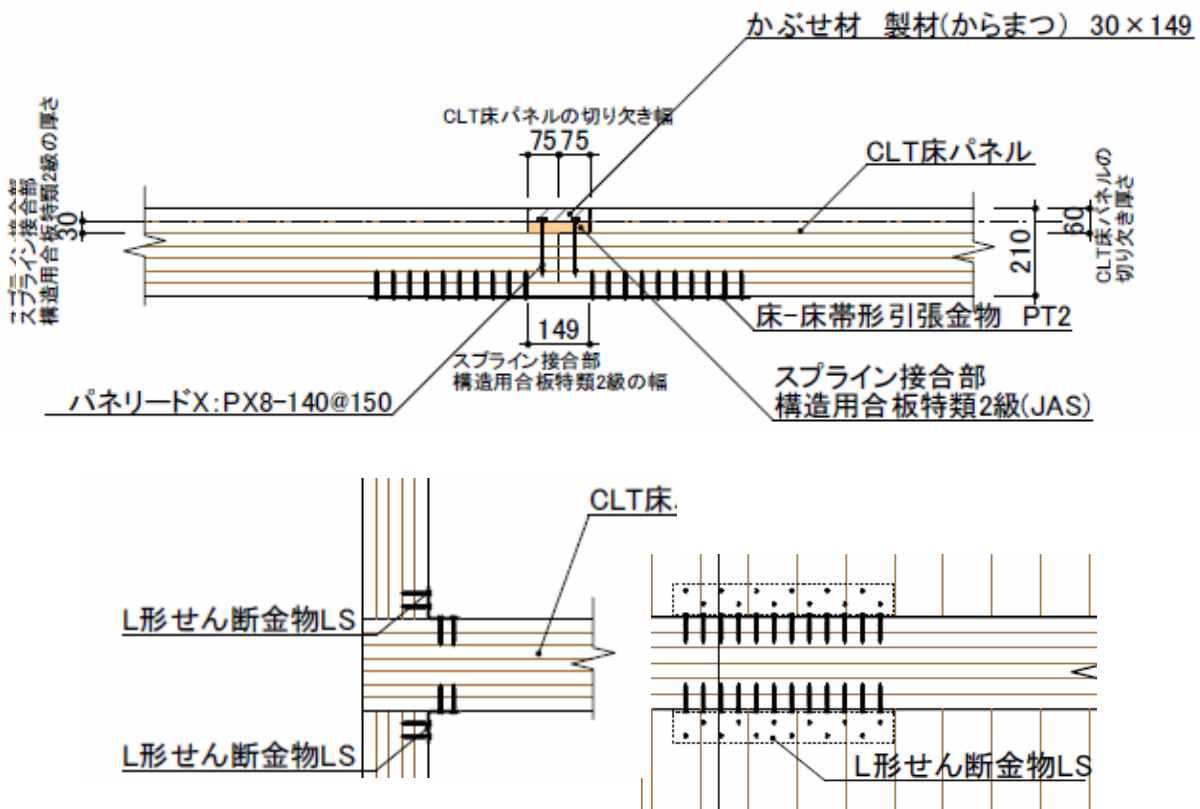 かぶせ材 製材(からまつ) 30×149
CLT床パネルの切り欠き幅
75 75
CLT床パネル
スプライン接合部
スプライン接合部
構造用合板特類2級の厚さ
30
60
210
CLT床パネルの
切り欠き厚さ
床-床帯形引張金物 PT2
149
スプライン接合部
構造用合板特類2級の幅
スプライン接合部
構造用合板特類2級(JAS)
パネリードX:PX8-140@150
CLT床
L形せん断金物LS
L形せん断金物LS
L形せん断金物LS